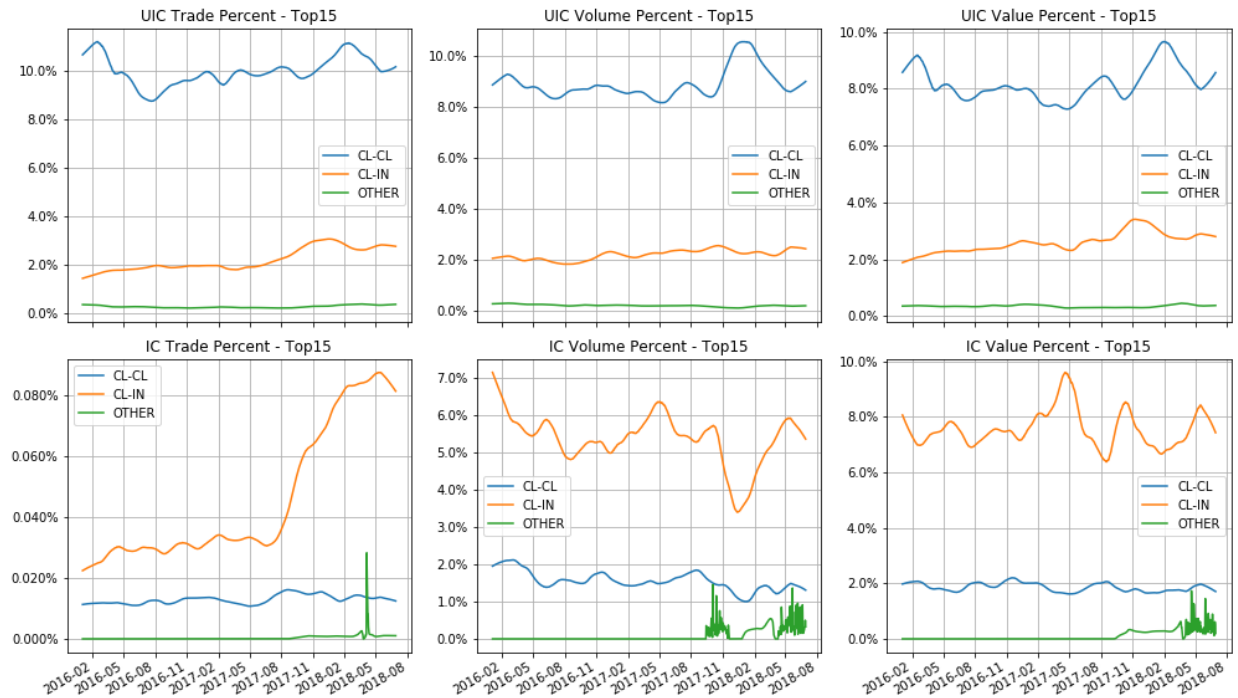 UIC Trade Percent - Top15
10.0%
8.0%
6.0%
4.0%
2.0%
0.0%
CL-CL
CL-IN
OTHER
UIC Volume Percent - Top15
10.0%
8.0%
6.0%
4.0%
2.0%
0.0%
CL-CL
CL-IN
OTHER
UIC Value Percent - Top15
10.0%
8.0%
6.0%
4.0%
2.0%
0.0%
CL-CL
CL-IN
OTHER
IC Trade Percent - Top15
0.080%
0.060%
0.040%
0.020%
0.000%
CL-CL
CL-IN
OTHER
2016-02
2016-05
2016-08
2016-11
2017-02
2017-05
2017-08
2017-11
2018-02
2018-05
2018-08
IC Volume Percent - Top15
7.0%
6.0%
5.0%
4.0%
3.0%
2.0%
1.0%
0.0%
CL-CL
CL-IN
OTHER
2016-02
2016-05
2016-08
2016-11
2017-02
2017-05
2017-08
2017-11
2018-02
2018-05
2018-08
IC Value Percent - Top15
10.0%
8.0%
6.0%
4.0%
2.0%
0.0%
CL-CL
CL-IN
OTHER
2016-02
2016-05
2016-08
2016-11
2017-02
2017-05
2017-08
2017-11
2018-02
2018-05
2018-08